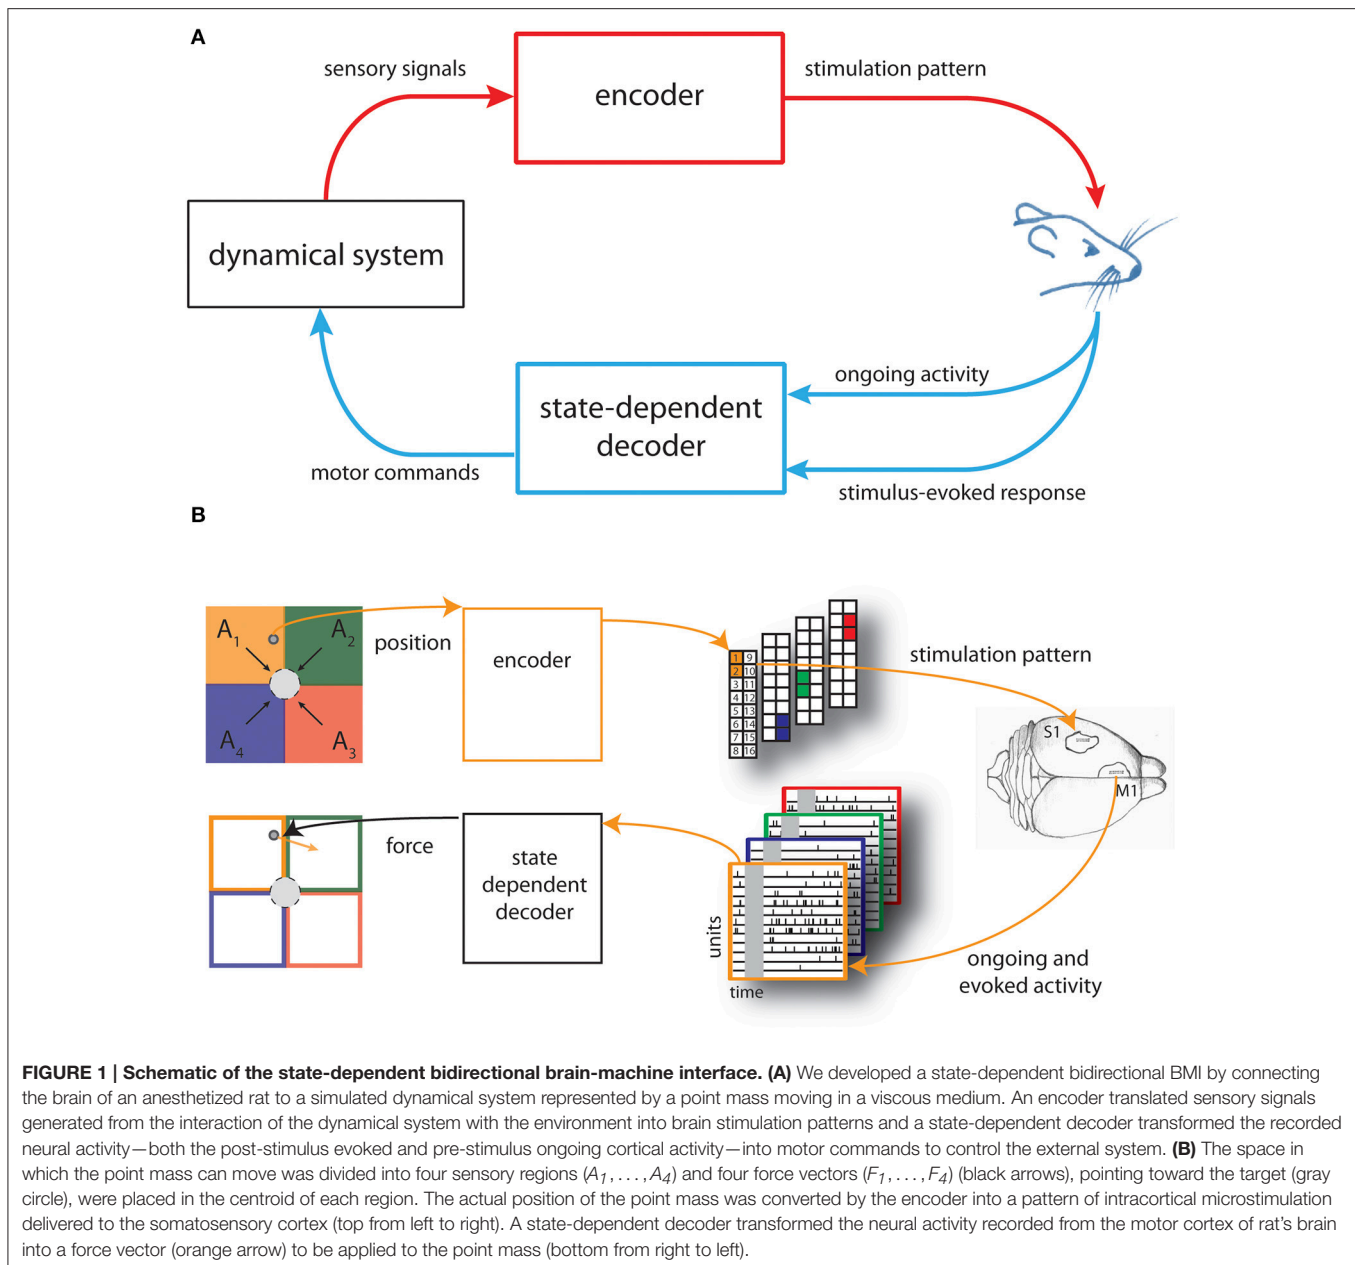 A
sensory signals
encoder
stimulation pattern
dynamical system
ongoing activity
state-dependent
decoder
motor commands
stimulus-evoked response
B
A1
A2
A4
A3
position
encoder
1 9
2 10
3 11
4 12
5 13
6 14
7 15
8 16
stimulation pattern
S1
M1
force
state
dependent
decoder
units
time
ongoing and
evoked activity
FIGURE 1 | Schematic of the state-dependent bidirectional brain-machine interface. (A) We developed a state-dependent bidirectional BMI by connecting
the brain of an anesthetized rat to a simulated dynamical system represented by a point mass moving in a viscous medium. An encoder translated sensory signals
generated from the interaction of the dynamical system with the environment into brain stimulation patterns and a state-dependent decoder transformed the recorded
neural activity—both the post-stimulus evoked and pre-stimulus ongoing cortical activity—into motor commands to control the external system. (B) The space in
which the point mass can move was divided into four sensory regions (A1, . . . , A4) and four force vectors (F1, . . . , F4) (black arrows), pointing toward the target (gray
circle), were placed in the centroid of each region. The actual position of the point mass was converted by the encoder into a pattern of intracortical microstimulation
delivered to the somatosensory cortex (top from left to right). A state-dependent decoder transformed the neural activity recorded from the motor cortex of rat's brain
into a force vector (orange arrow) to be applied to the point mass (bottom from right to left).